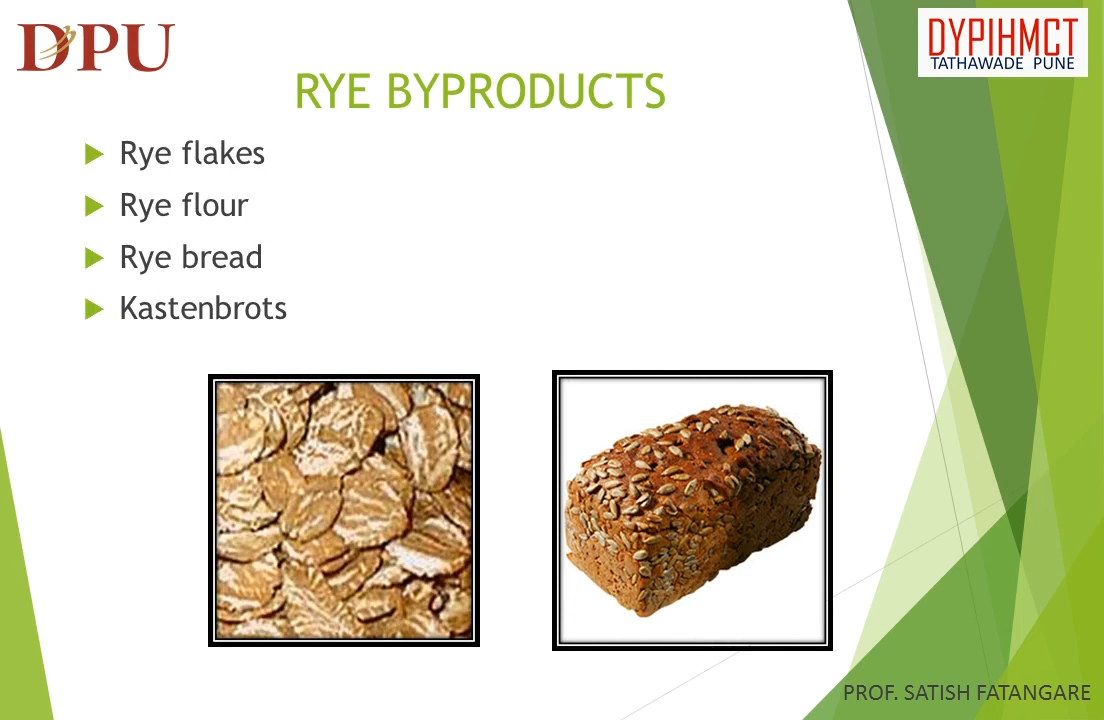 DPU
DYPIHMCT
TATHAWADE PUNE
RYE BYPRODUCTS
Rye flakes
Rye flour
Rye bread
Kastenbrots
PROF. SATISH FATANGARE